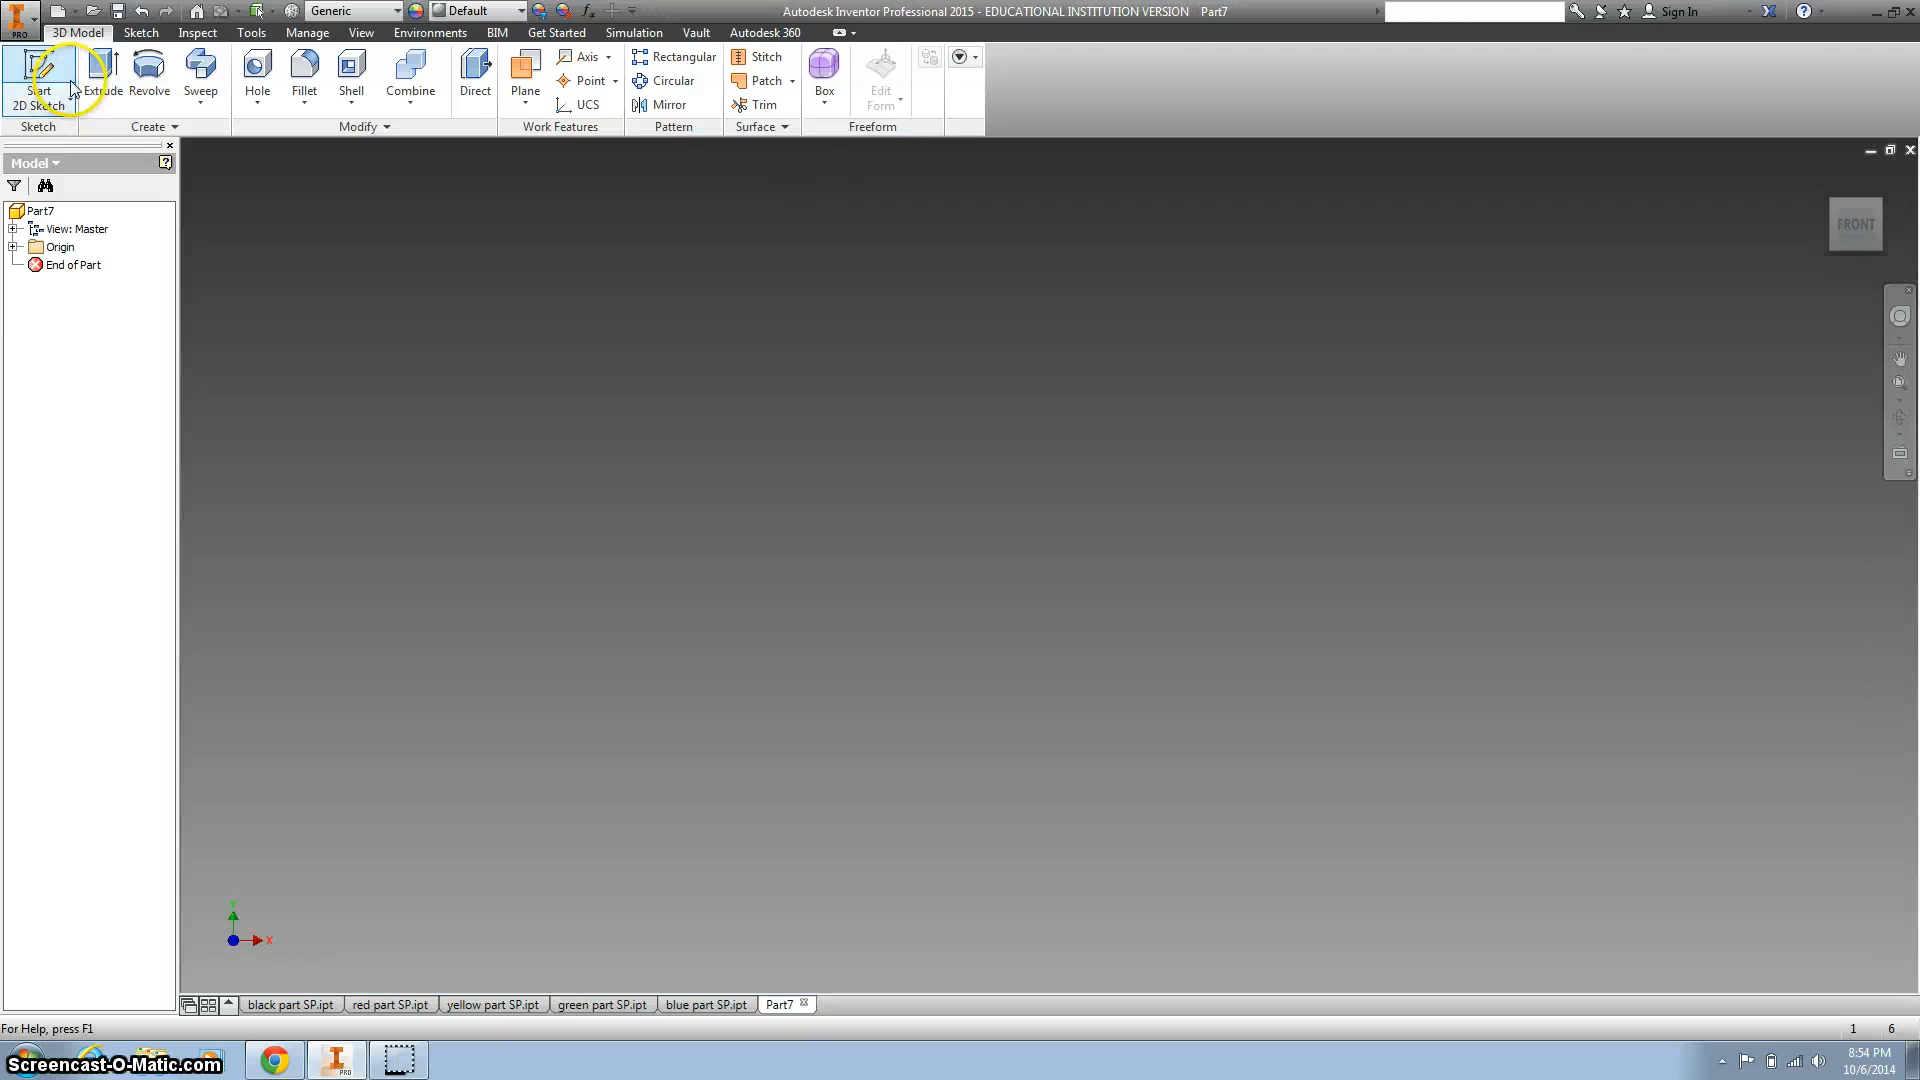 Generic Default Autodesk Inventor Professional 2015 - EDUCATIONAL INSTITUTION VERSION Part7 Sign In
PRO 3D Model Sketch Inspect Tools Manage View Environments BIM Get Started Simulation Vault Autodesk 360
Start 2D Sketch Extrude Revolve Sweep Hole Fillet Shell Combine Direct Plane Axis Rectangular Stitch Box Edit Form
Point Circular Patch
UCS Mirror Trim
Sketch Create Modify Work Features Pattern Surface Freeform
Model
Part7
View: Master
Origin
End of Part
FRONT
Y
X
black part SP.ipt red part SP.ipt yellow part SP.ipt green part SP.ipt blue part SP.ipt Part7
For Help, press F1 1 6
Screencast-O-Matic.com PRO 8:54 PM
10/6/2014